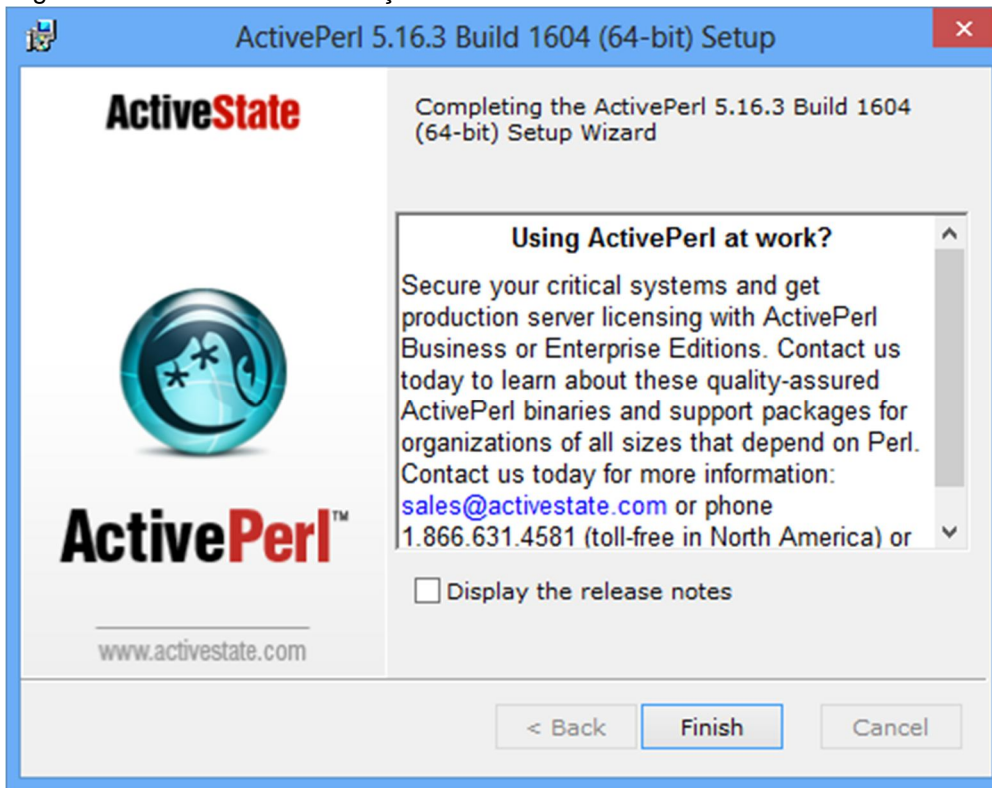 ActivePerl 5.16.3 Build 1604 (64-bit) Setup
ActiveState
Completing the ActivePerl 5.16.3 Build 1604
(64-bit) Setup Wizard
Using ActivePerl at work?
Secure your critical systems and get
production server licensing with ActivePerl
Business or Enterprise Editions. Contact us
today to learn about these quality-assured
ActivePerl binaries and support packages for
organizations of all sizes that depend on Perl.
Contact us today for more information:
sales@activestate.com or phone
1.866.631.4581 (toll-free in North America) or
ActivePerl™
Display the release notes
www.activestate.com
< Back
Finish
Cancel